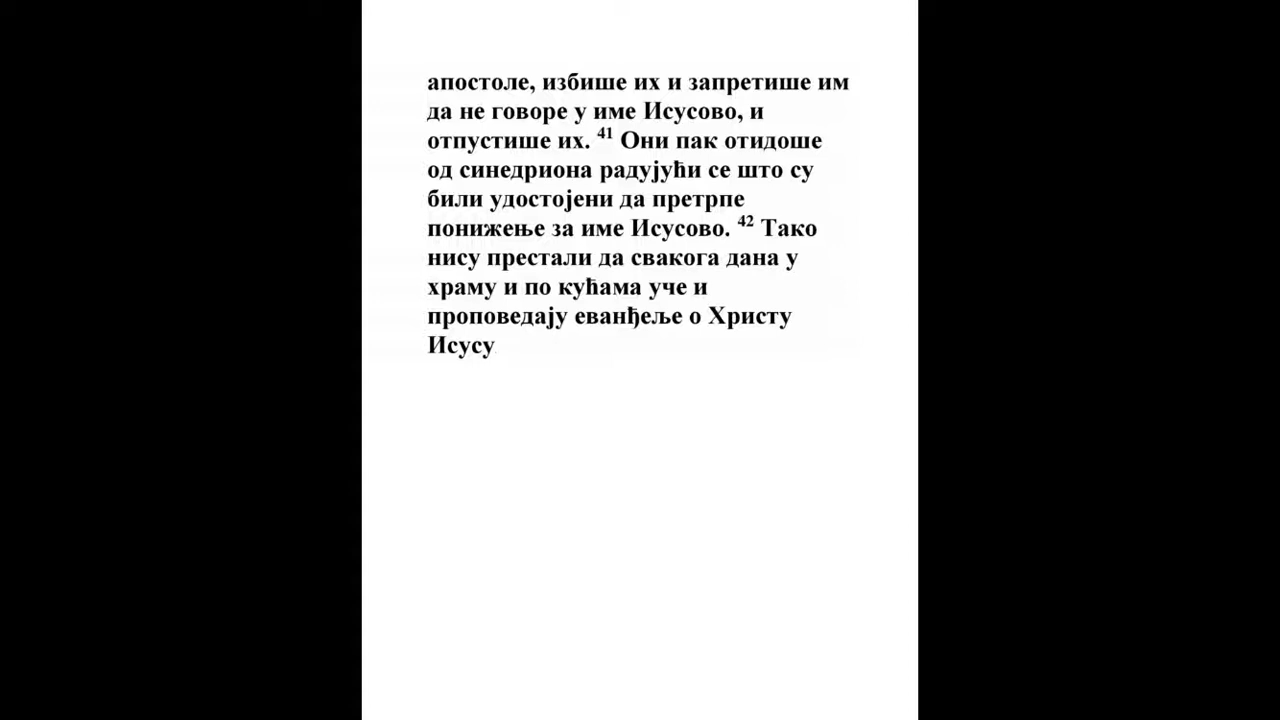 апостоле, избише их и запретише им
да не говоре у име Исусово, и
отпустише их. 41 Они пак отидоше
од синедриона радујући се што су
били удостојени да претрпе
понижење за име Исусово. 42 Тако
нису престали да свакога дана у
храму и по кућама уче и
проповедају еванђеље о Христу
Исусу